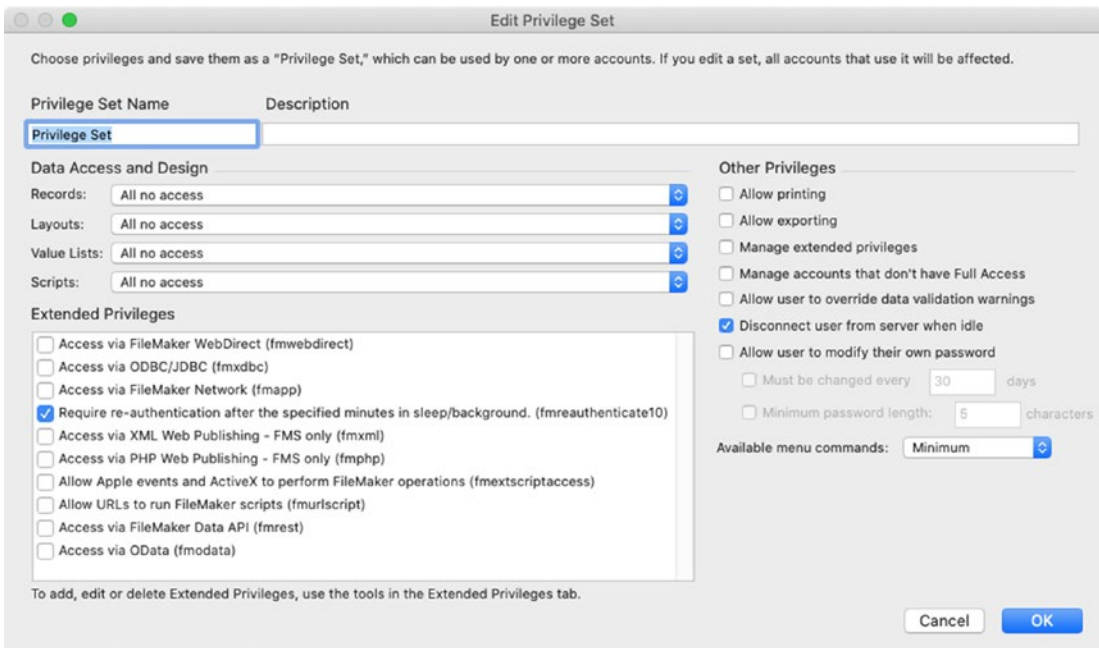 Edit Privilege Set
Choose privileges and save them as a "Privilege Set," which can be used by one or more accounts. If you edit a set, all accounts that use it will be affected.
Privilege Set Name
Description
Privilege Set
Data Access and Design
Records: All no access
Layouts: All no access
Value Lists: All no access
Scripts: All no access
Extended Privileges
Access via FileMaker WebDirect (fmwebdirect)
Access via ODBC/JDBC (fmxdbc)
Access via FileMaker Network (fmapp)
Require re-authentication after the specified minutes in sleep/background. (fmreauthenticate10)
Access via XML Web Publishing - FMS only (fmxml)
Access via PHP Web Publishing - FMS only (fmphp)
Allow Apple events and ActiveX to perform FileMaker operations (fmextscriptaccess)
Allow URLs to run FileMaker scripts (fmurlscript)
Access via FileMaker Data API (fmrest)
Access via OData (fmodata)
To add, edit or delete Extended Privileges, use the tools in the Extended Privileges tab.
Other Privileges
Allow printing
Allow exporting
Manage extended privileges
Manage accounts that don't have Full Access
Allow user to override data validation warnings
Disconnect user from server when idle
Allow user to modify their own password
Must be changed every 30 days
Minimum password length: 5 characters
Available menu commands: Minimum
Cancel
OK